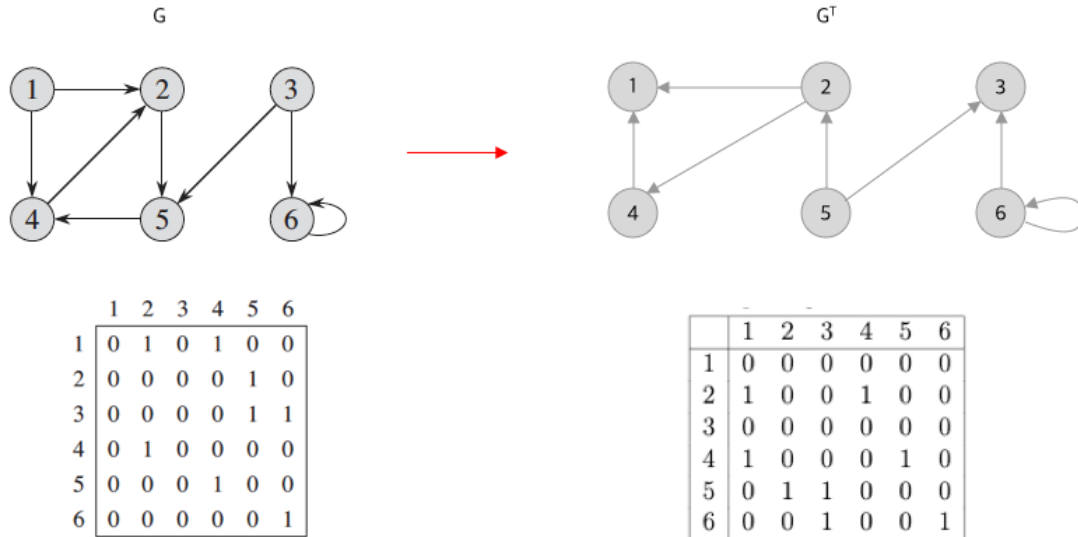 G
Gᵀ
1 2 3
4 5 6
1 2 3
4 5 6
1 2 3 4 5 6
1 0 1 0 1 0 0
2 0 0 0 0 1 0
3 0 0 0 0 1 1
4 0 1 0 0 0 0
5 0 0 0 1 0 0
6 0 0 0 0 0 1
1 2 3 4 5 6
1 0 0 0 0 0 0
2 1 0 0 1 0 0
3 0 0 0 0 0 0
4 1 0 0 0 1 0
5 0 1 1 0 0 0
6 0 0 1 0 0 1